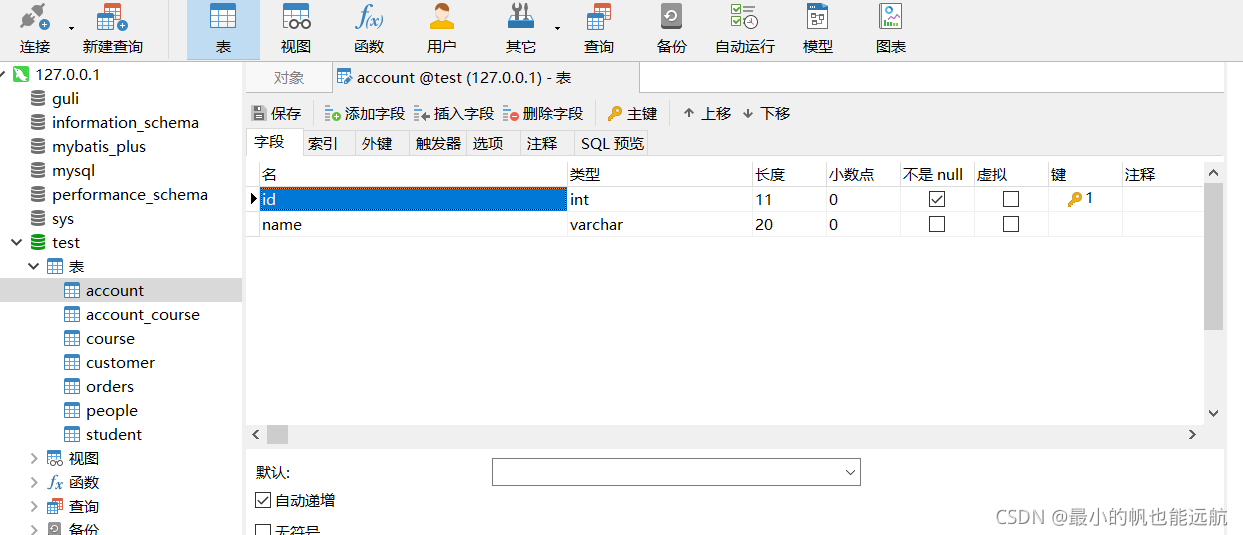 连接 新建查询 表 视图 函数 用户 其它 查询 备份 自动运行 模型 图表
127.0.0.1
guli
information_schema
mybatis_plus
mysql
performance_schema
sys
test
表
account
account_course
course
customer
orders
people
student
视图
函数
查询
备份
对象 account @test (127.0.0.1) - 表
保存 添加字段 插入字段 删除字段 主键 上移 下移
字段 索引 外键 触发器 选项 注释 SQL 预览
名 类型 长度 小数点 不是 null 虚拟 键 注释
id int 11 0 1
name varchar 20 0
默认:
自动递增
无符号
CSDN @最小的帆也能远航